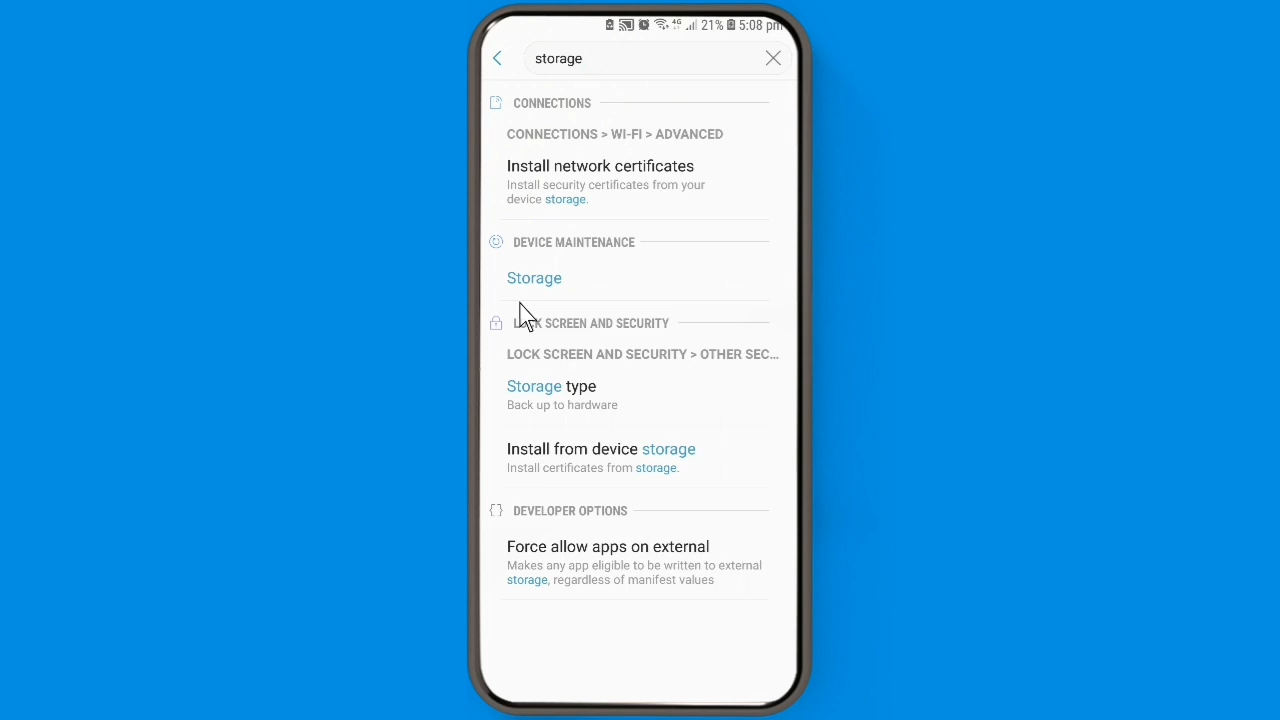 4G 21% 5:08 pm
storage
CONNECTIONS
CONNECTIONS > WI-FI > ADVANCED
Install network certificates
Install security certificates from your
device storage.
DEVICE MAINTENANCE
Storage
LOCK SCREEN AND SECURITY
LOCK SCREEN AND SECURITY > OTHER SEC...
Storage type
Back up to hardware
Install from device storage
Install certificates from storage.
DEVELOPER OPTIONS
Force allow apps on external
Makes any app eligible to be written to external
storage, regardless of manifest values